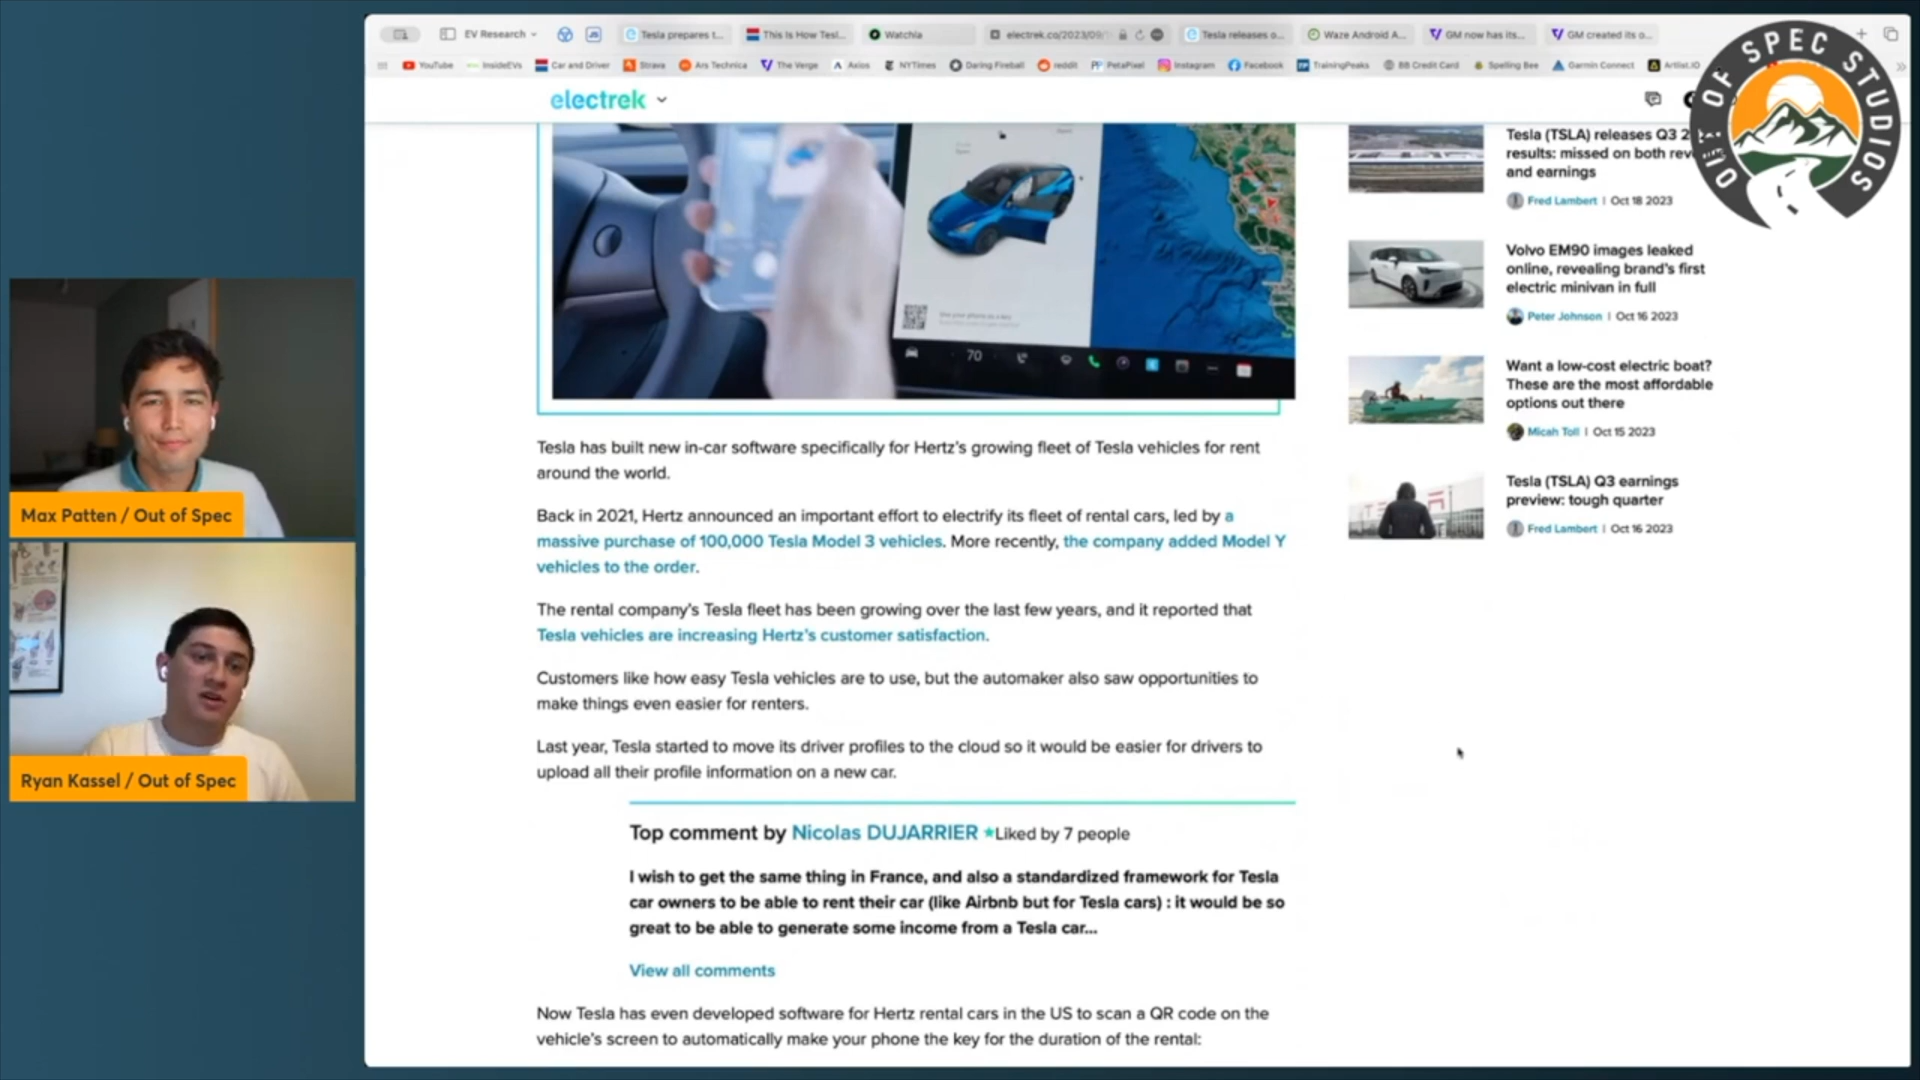 EV Research
Tesla prepares t...
This Is How Tesl...
Watchla
electrek.co/2023/09/
Tesla releases o...
Waze Android A...
GM now has its...
GM created its o...
YouTube
InsideEVs
Car and Driver
Strava
Ars Technica
The Verge
Axios
NYTimes
Daring Fireball
reddit
PetaPixel
Instagram
Facebook
TrainingPeaks
BB Credit Card
Spelling Bee
Garmin Connect
Artlist.IO
OUT OF SPEC STUDIOS
electrek
70
Tesla (TSLA) releases Q3 2
results: missed on both rev
and earnings
Fred Lambert | Oct 18 2023
Volvo EM90 images leaked
online, revealing brand's first
electric minivan in full
Peter Johnson | Oct 16 2023
Want a low-cost electric boat?
These are the most affordable
options out there
Micah Toll | Oct 15 2023
Tesla (TSLA) Q3 earnings
preview: tough quarter
Fred Lambert | Oct 16 2023
Max Patten / Out of Spec
Ryan Kassel / Out of Spec
Tesla has built new in-car software specifically for Hertz's growing fleet of Tesla vehicles for rent
around the world.
Back in 2021, Hertz announced an important effort to electrify its fleet of rental cars, led by a
massive purchase of 100,000 Tesla Model 3 vehicles. More recently, the company added Model Y
vehicles to the order.
The rental company's Tesla fleet has been growing over the last few years, and it reported that
Tesla vehicles are increasing Hertz's customer satisfaction.
Customers like how easy Tesla vehicles are to use, but the automaker also saw opportunities to
make things even easier for renters.
Last year, Tesla started to move its driver profiles to the cloud so it would be easier for drivers to
upload all their profile information on a new car.
Top comment by Nicolas DUJARRIER Liked by 7 people
I wish to get the same thing in France, and also a standardized framework for Tesla
car owners to be able to rent their car (like Airbnb but for Tesla cars) : it would be so
great to be able to generate some income from a Tesla car...
View all comments
Now Tesla has even developed software for Hertz rental cars in the US to scan a QR code on the
vehicle's screen to automatically make your phone the key for the duration of the rental: